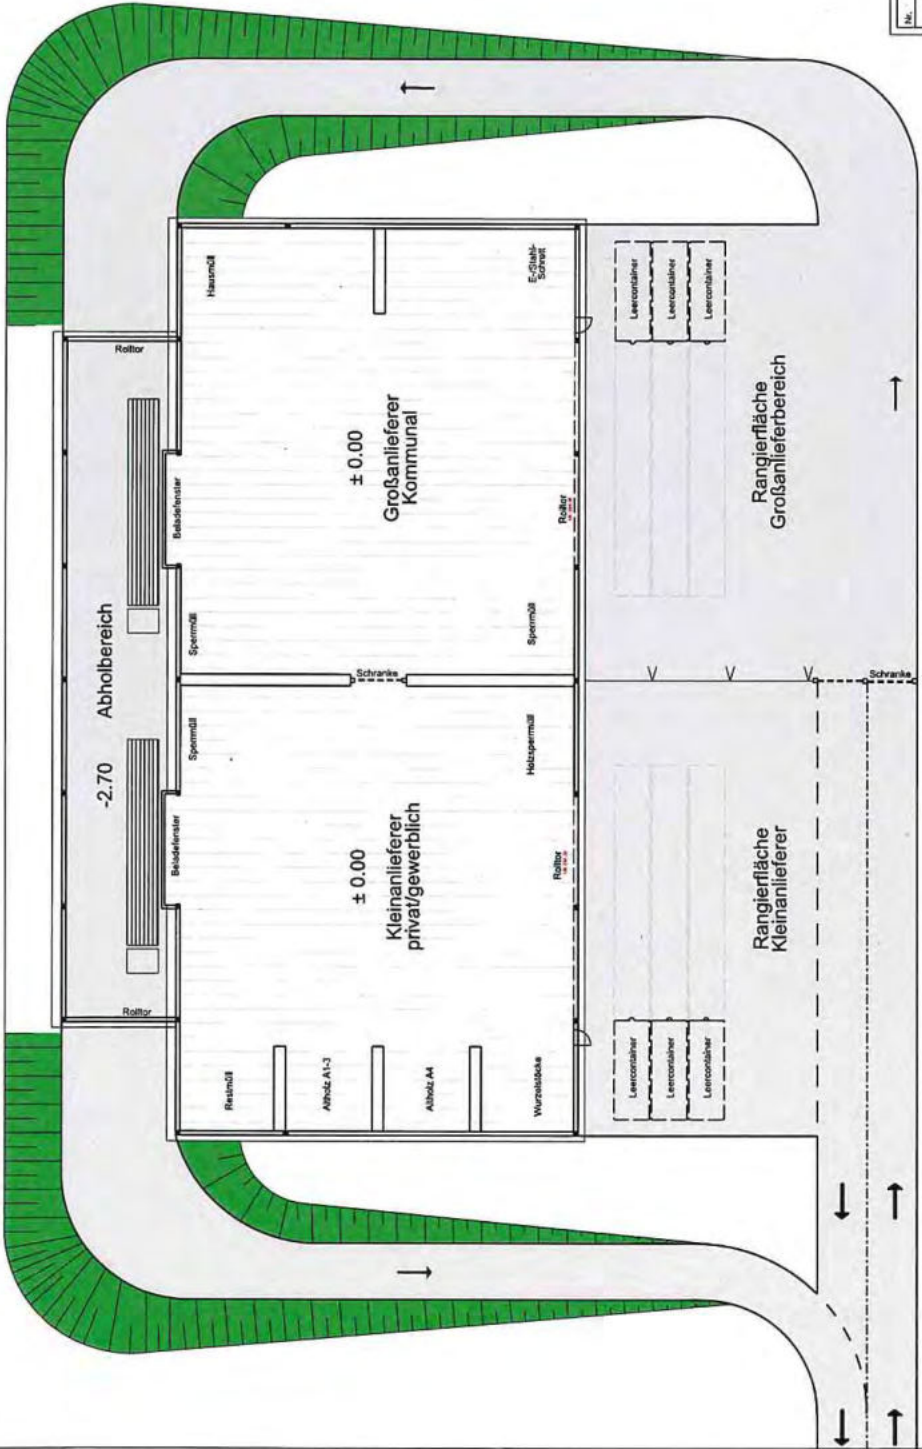 Nr.
Rolltor
-2.70 Abholbereich
Rolltor
Hausmüll
Beladefenster
Sperrmüll
Sperrmüll
Beladefenster
Restmüll
Altholz A1-3
Altholz A4
Wurzelstöcke
± 0.00
Kleinanlieferer
privat/gewerblich
Holzsperrmüll
Rolltor
Schranke
± 0.00
Großanlieferer
Kommunal
Sperrmüll
Rolltor
E-/Stahl-
Schrott
Leercontainer
Leercontainer
Leercontainer
Rangierfläche
Kleinanlieferer
Leercontainer
Leercontainer
Leercontainer
Rangierfläche
Großanlieferbereich
Schranke